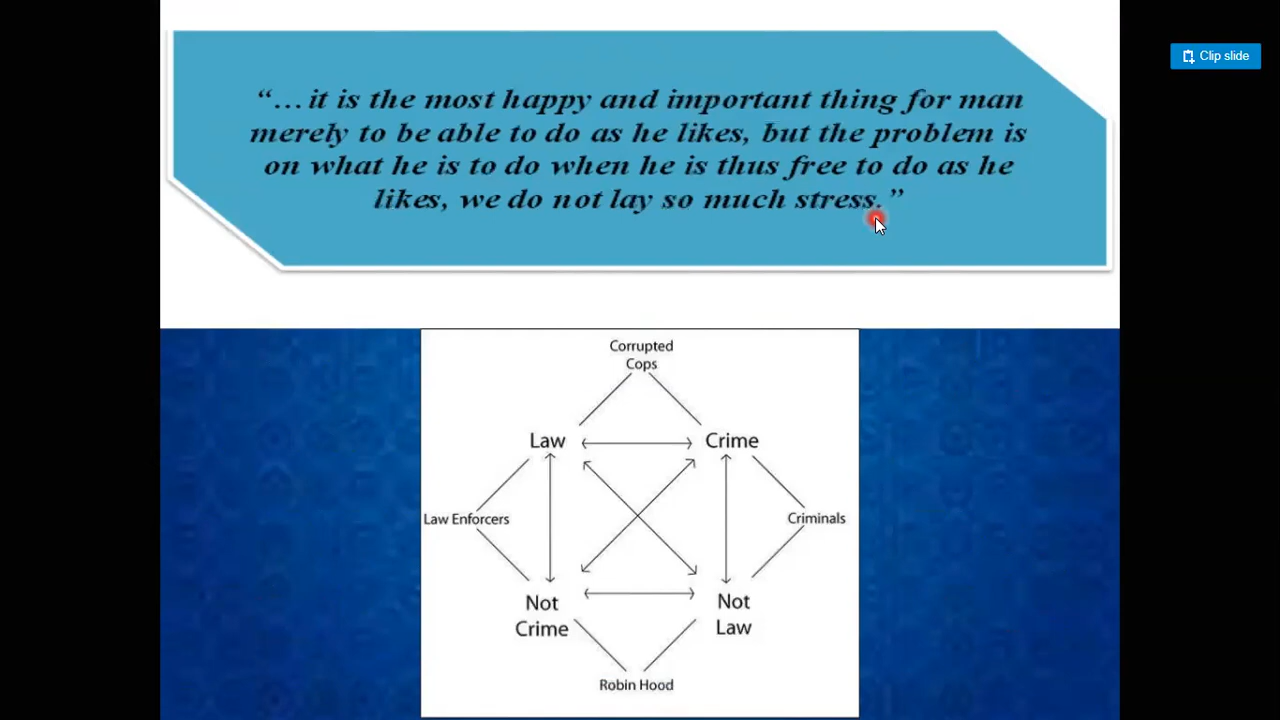 Clip slide
“…it is the most happy and important thing for man
merely to be able to do as he likes, but the problem is
on what he is to do when he is thus free to do as he
likes, we do not lay so much stress.”
Corrupted
Cops
Law
Crime
Law Enforcers
Criminals
Not
Crime
Not
Law
Robin Hood